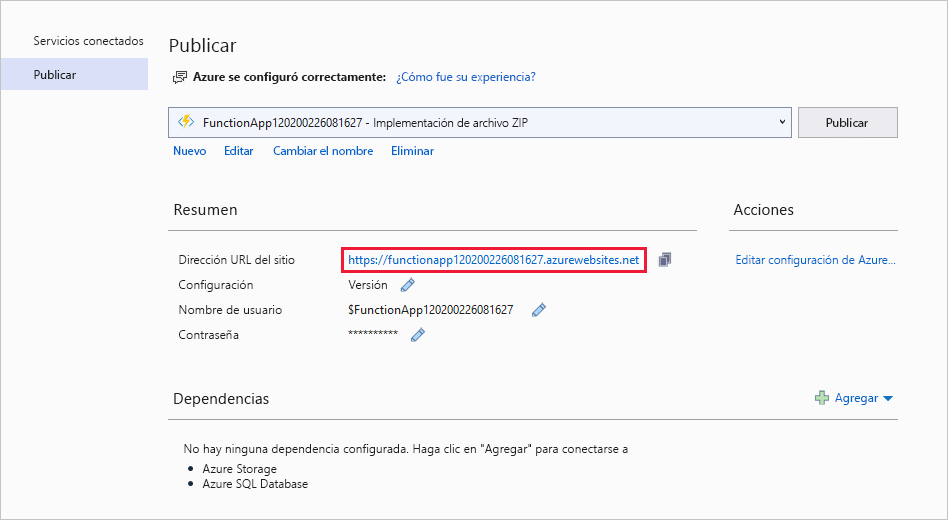 Servicios conectados
Publicar
Publicar
Azure se configuró correctamente: ¿Cómo fue su experiencia?
FunctionApp120200226081627 - Implementación de archivo ZIP
Publicar
Nuevo Editar Cambiar el nombre Eliminar
Resumen
Acciones
Dirección URL del sitio https://functionapp120200226081627.azurewebsites.net
Editar configuración de Azure...
Configuración Versión
Nombre de usuario $FunctionApp120200226081627
Contraseña **********
Dependencias
Agregar
No hay ninguna dependencia configurada. Haga clic en "Agregar" para conectarse a
• Azure Storage
• Azure SQL Database